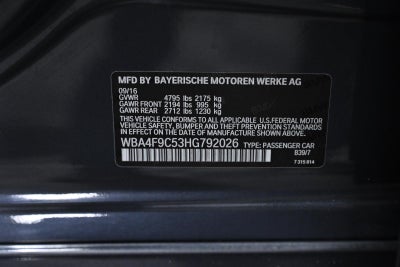 MFD BY BAYERISCHE MOTOREN WERKE AG
09/16
GVWR 4795 lbs 2175 kg
GAWR FRONT 2194 lbs 995 kg
GAWR REAR 2712 lbs 1230 kg
THIS VEHICLE CONFORMS TO ALL APPLICABLE U.S.FEDERAL MOTOR
VEHICLE SAFETY, BUMPER, AND THEFT PREVENTION STANDARDS IN
EFFECT ON THE DATE OF MANUFACTURE SHOWN ABOVE.
WBA4F9C53HG792026 TYPE: PASSENGER CAR
B39/7
7 315 814